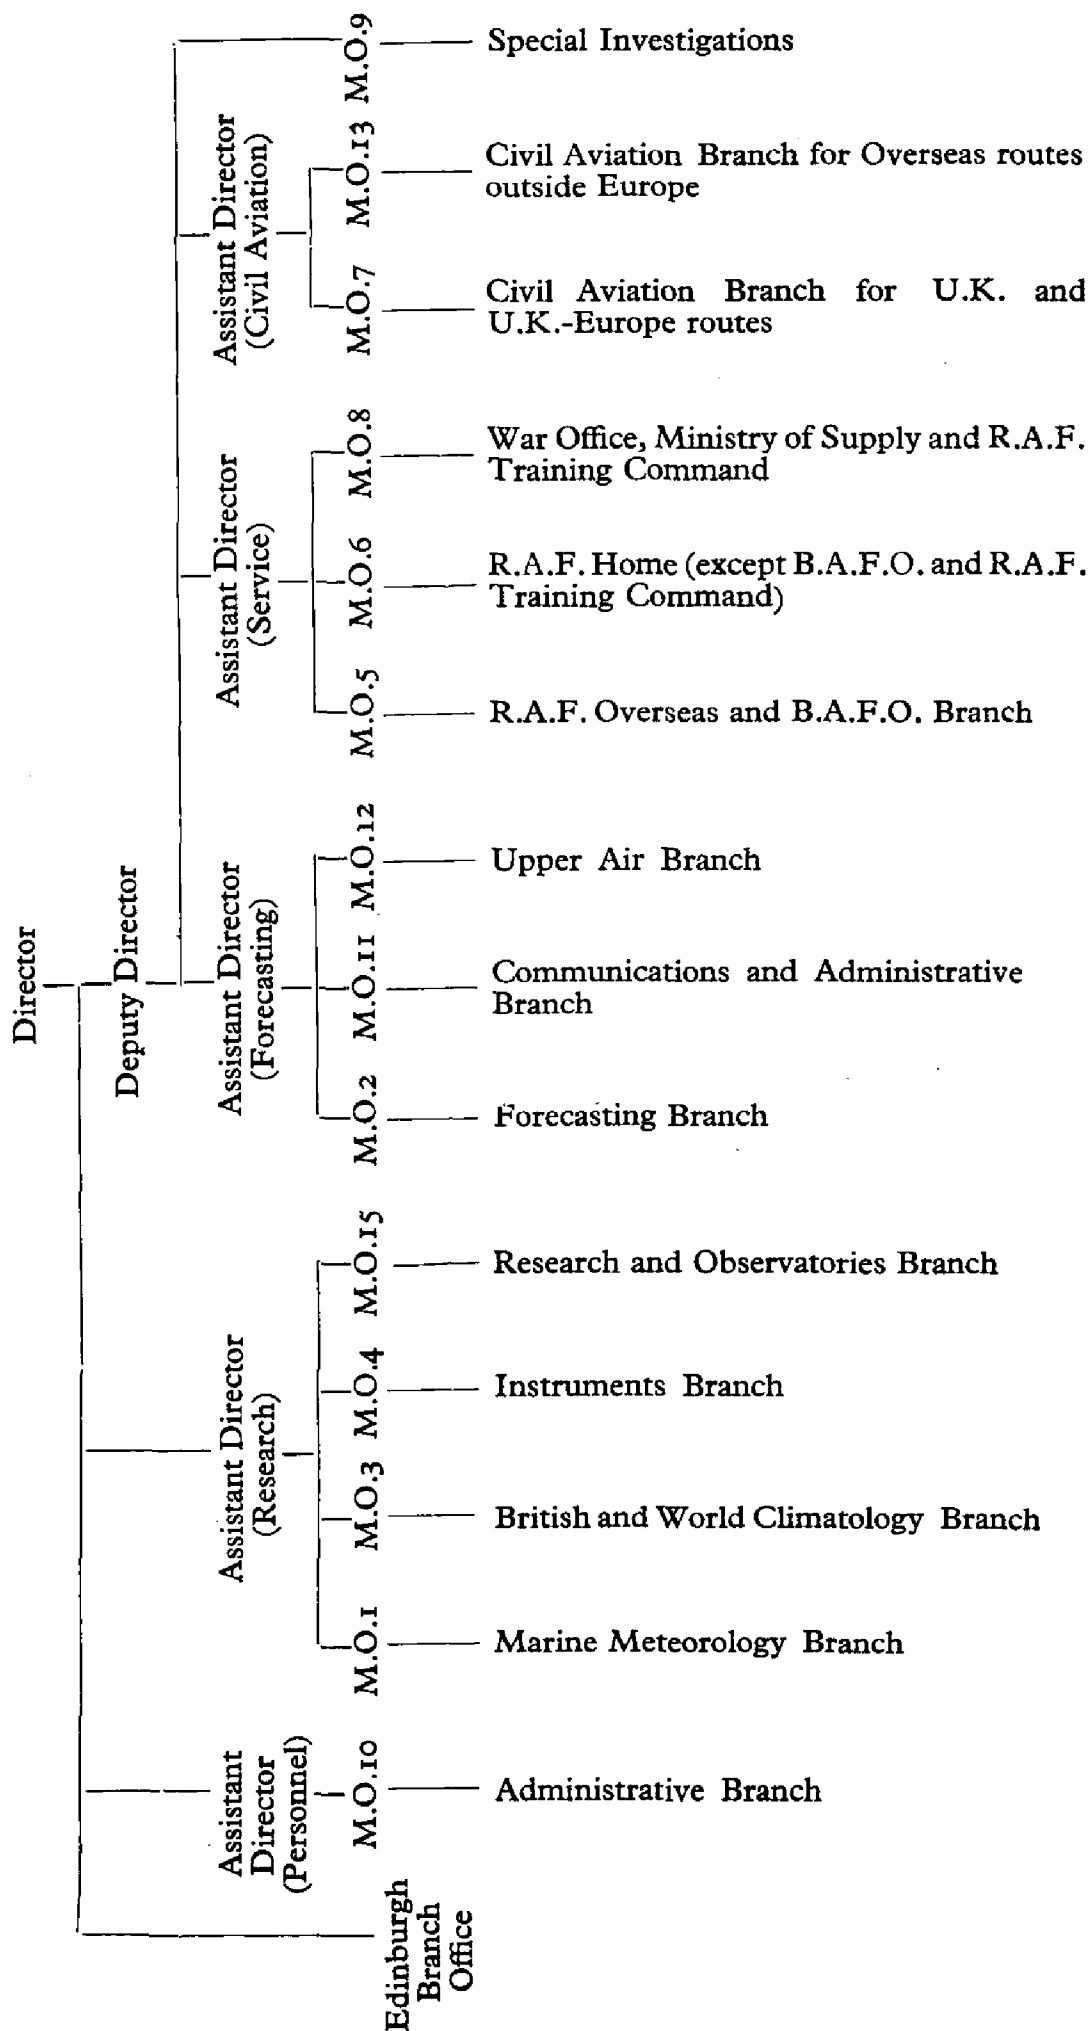 Director
Deputy Director
M.O.9
Special Investigations
Assistant Director
(Civil Aviation)
M.O.13
Civil Aviation Branch for Overseas routes
outside Europe
M.O.7
Civil Aviation Branch for U.K. and
U.K.-Europe routes
Assistant Director
(Service)
M.O.8
War Office, Ministry of Supply and R.A.F.
Training Command
M.O.6
R.A.F. Home (except B.A.F.O. and R.A.F.
Training Command)
M.O.5
R.A.F. Overseas and B.A.F.O. Branch
Assistant Director
(Forecasting)
M.O.12
Upper Air Branch
M.O.11
Communications and Administrative
Branch
M.O.2
Forecasting Branch
Assistant Director
(Research)
M.O.15
Research and Observatories Branch
M.O.4
Instruments Branch
M.O.3
British and World Climatology Branch
M.O.1
Marine Meteorology Branch
Assistant
Director
(Personnel)
M.O.10
Administrative Branch
Edinburgh
Branch
Office